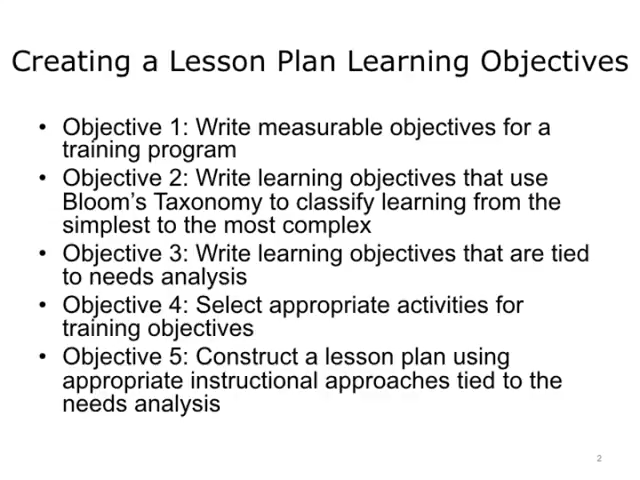 Creating a Lesson Plan Learning Objectives
• Objective 1: Write measurable objectives for a
training program
• Objective 2: Write learning objectives that use
Bloom’s Taxonomy to classify learning from the
simplest to the most complex
• Objective 3: Write learning objectives that are tied
to needs analysis
• Objective 4: Select appropriate activities for
training objectives
• Objective 5: Construct a lesson plan using
appropriate instructional approaches tied to the
needs analysis
2